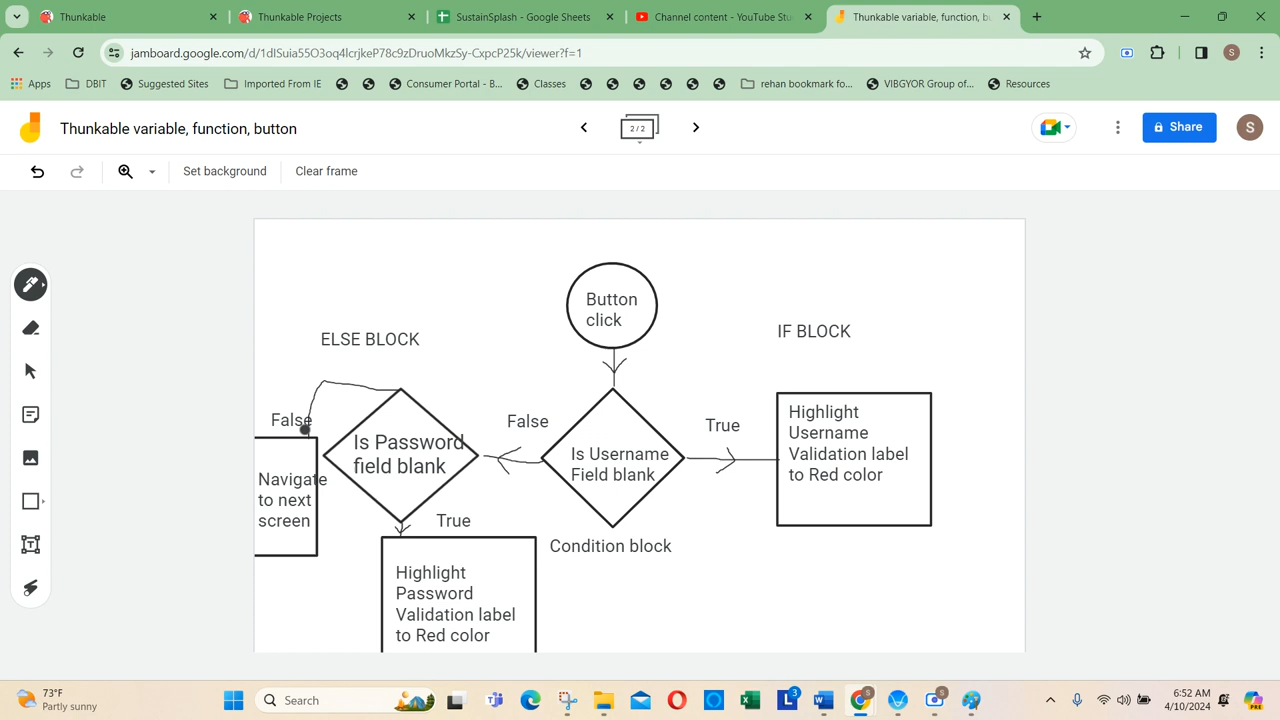 Thunkable
Thunkable Projects
SustainSplash - Google Sheets
Channel content - YouTube Stu
Thunkable variable, function, bu
jamboard.google.com/d/1dlSuia55O3oq4lcrjkeP78c9zDruoMkzSy-CxpcP25k/viewer?f=1
S
Apps
DBIT
Suggested Sites
Imported From IE
Consumer Portal - B...
Classes
rehan bookmark fo...
VIBGYOR Group of...
Resources
Thunkable variable, function, button
2 / 2
Share
S
Set background
Clear frame
Button
click
IF BLOCK
ELSE BLOCK
False
False
True
Highlight
Username
Validation label
to Red color
Is Password
field blank
Is Username
Field blank
Navigate
to next
screen
True
Condition block
Highlight
Password
Validation label
to Red color
73°F
Partly sunny
Search
3
S
S
6:52 AM
4/10/2024
PRE